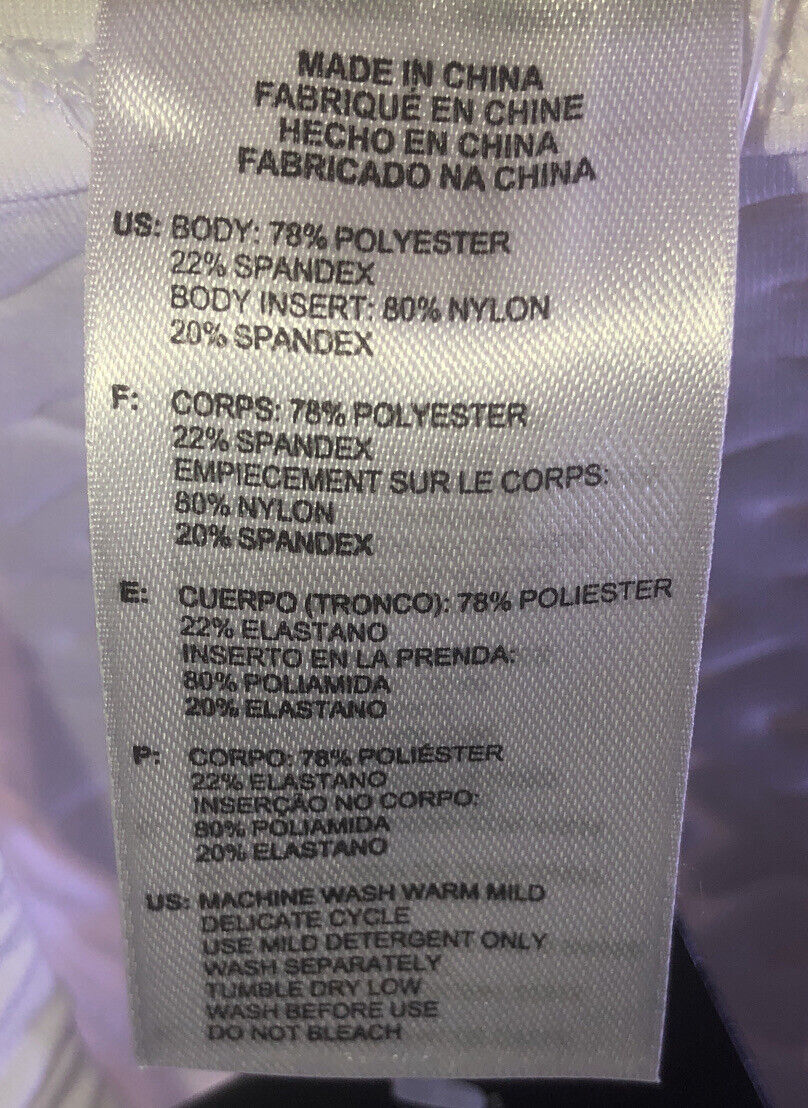 MADE IN CHINA
FABRIQUÉ EN CHINE
HECHO EN CHINA
FABRICADO NA CHINA
US: BODY: 78% POLYESTER
22% SPANDEX
BODY INSERT: 80% NYLON
20% SPANDEX
F: CORPS: 78% POLYESTER
22% SPANDEX
EMPIECEMENT SUR LE CORPS:
80% NYLON
20% SPANDEX
E: CUERPO (TRONCO): 78% POLIESTER
22% ELASTANO
INSERTO EN LA PRENDA:
80% POLIAMIDA
20% ELASTANO
P: CORPO: 78% POLIÉSTER
22% ELASTANO
INSERÇÃO NO CORPO:
80% POLIAMIDA
20% ELASTANO
US: MACHINE WASH WARM MILD
DELICATE CYCLE
USE MILD DETERGENT ONLY
WASH SEPARATELY
TUMBLE DRY LOW
WASH BEFORE USE
DO NOT BLEACH